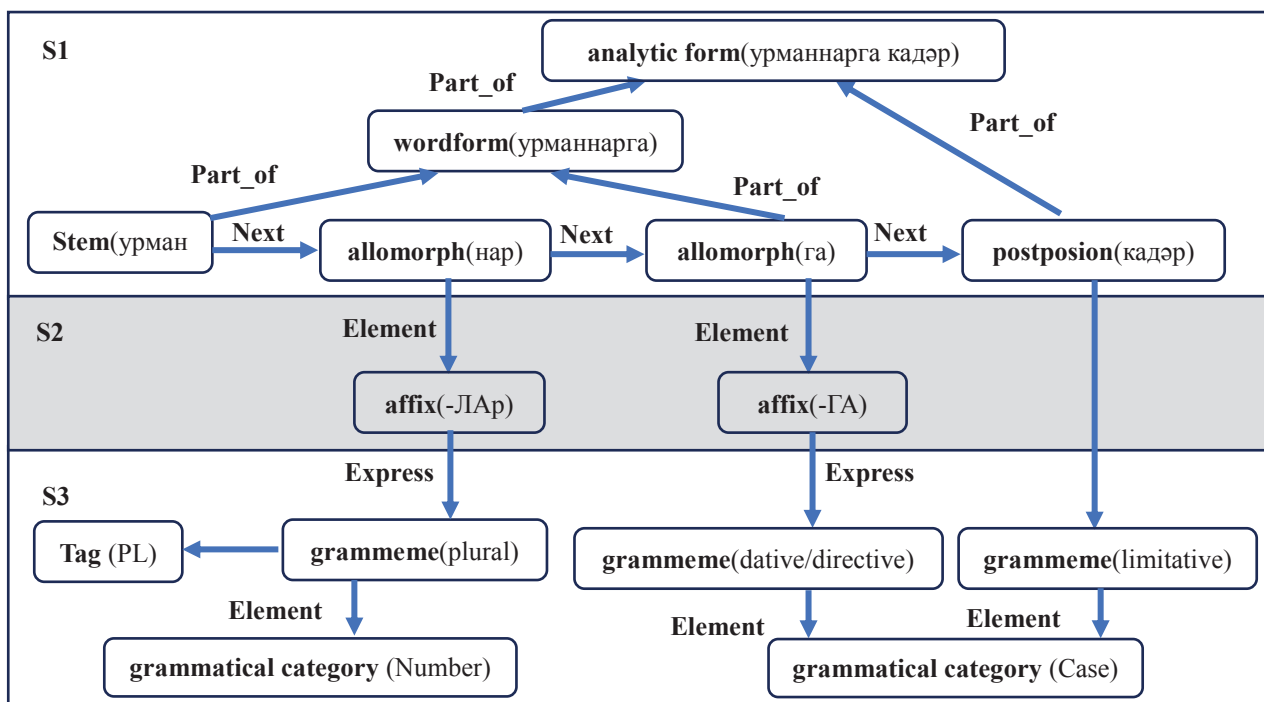 S1
analytic form(урманнарга кадәр)
Part_of
wordform(урманнарга)
Part_of
Part_of
Part_of
Stem(урман
Next
allomorph(нар)
Next
allomorph(га)
Next
postposion(кадәр)
S2
Element
Element
affix(-ЛАр)
affix(-ГА)
Express
Express
S3
Tag (PL)
grammeme(plural)
grammeme(dative/directive)
grammeme(limitative)
Element
Element
Element
grammatical category (Number)
grammatical category (Case)